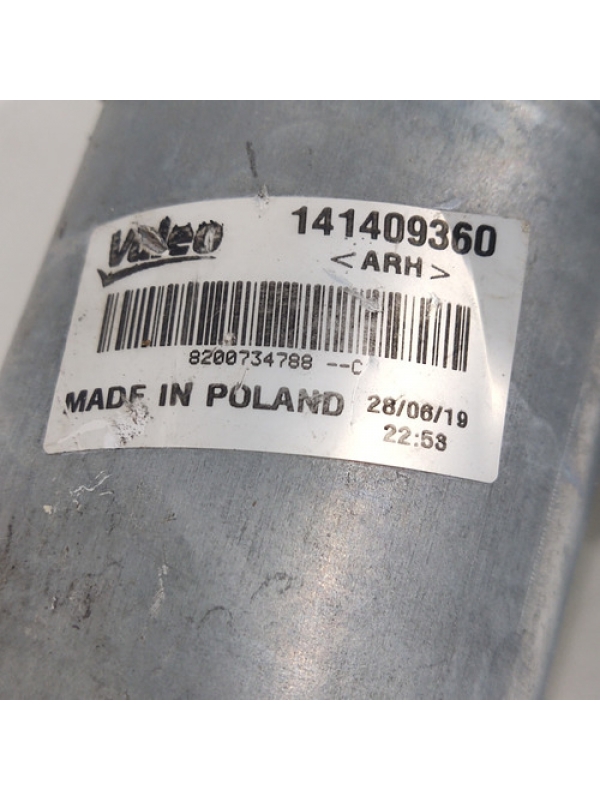 Valeo
141409360
<ARH>
8200734788 --C
MADE IN POLAND
28/06/19
22:53